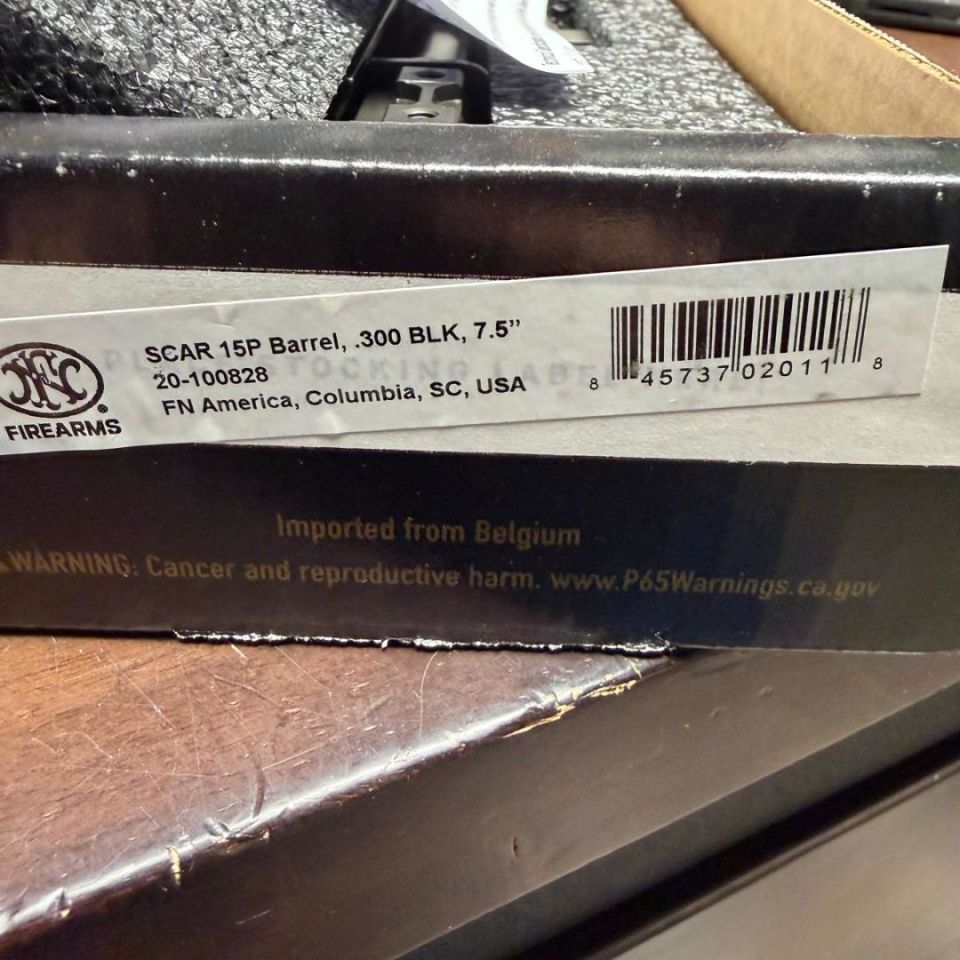 FN
FIREARMS
SCAR 15P Barrel, .300 BLK, 7.5”
20-100828
FN America, Columbia, SC, USA
8 45737 02011 8
Imported from Belgium
WARNING: Cancer and reproductive harm. www.P65Warnings.ca.gov